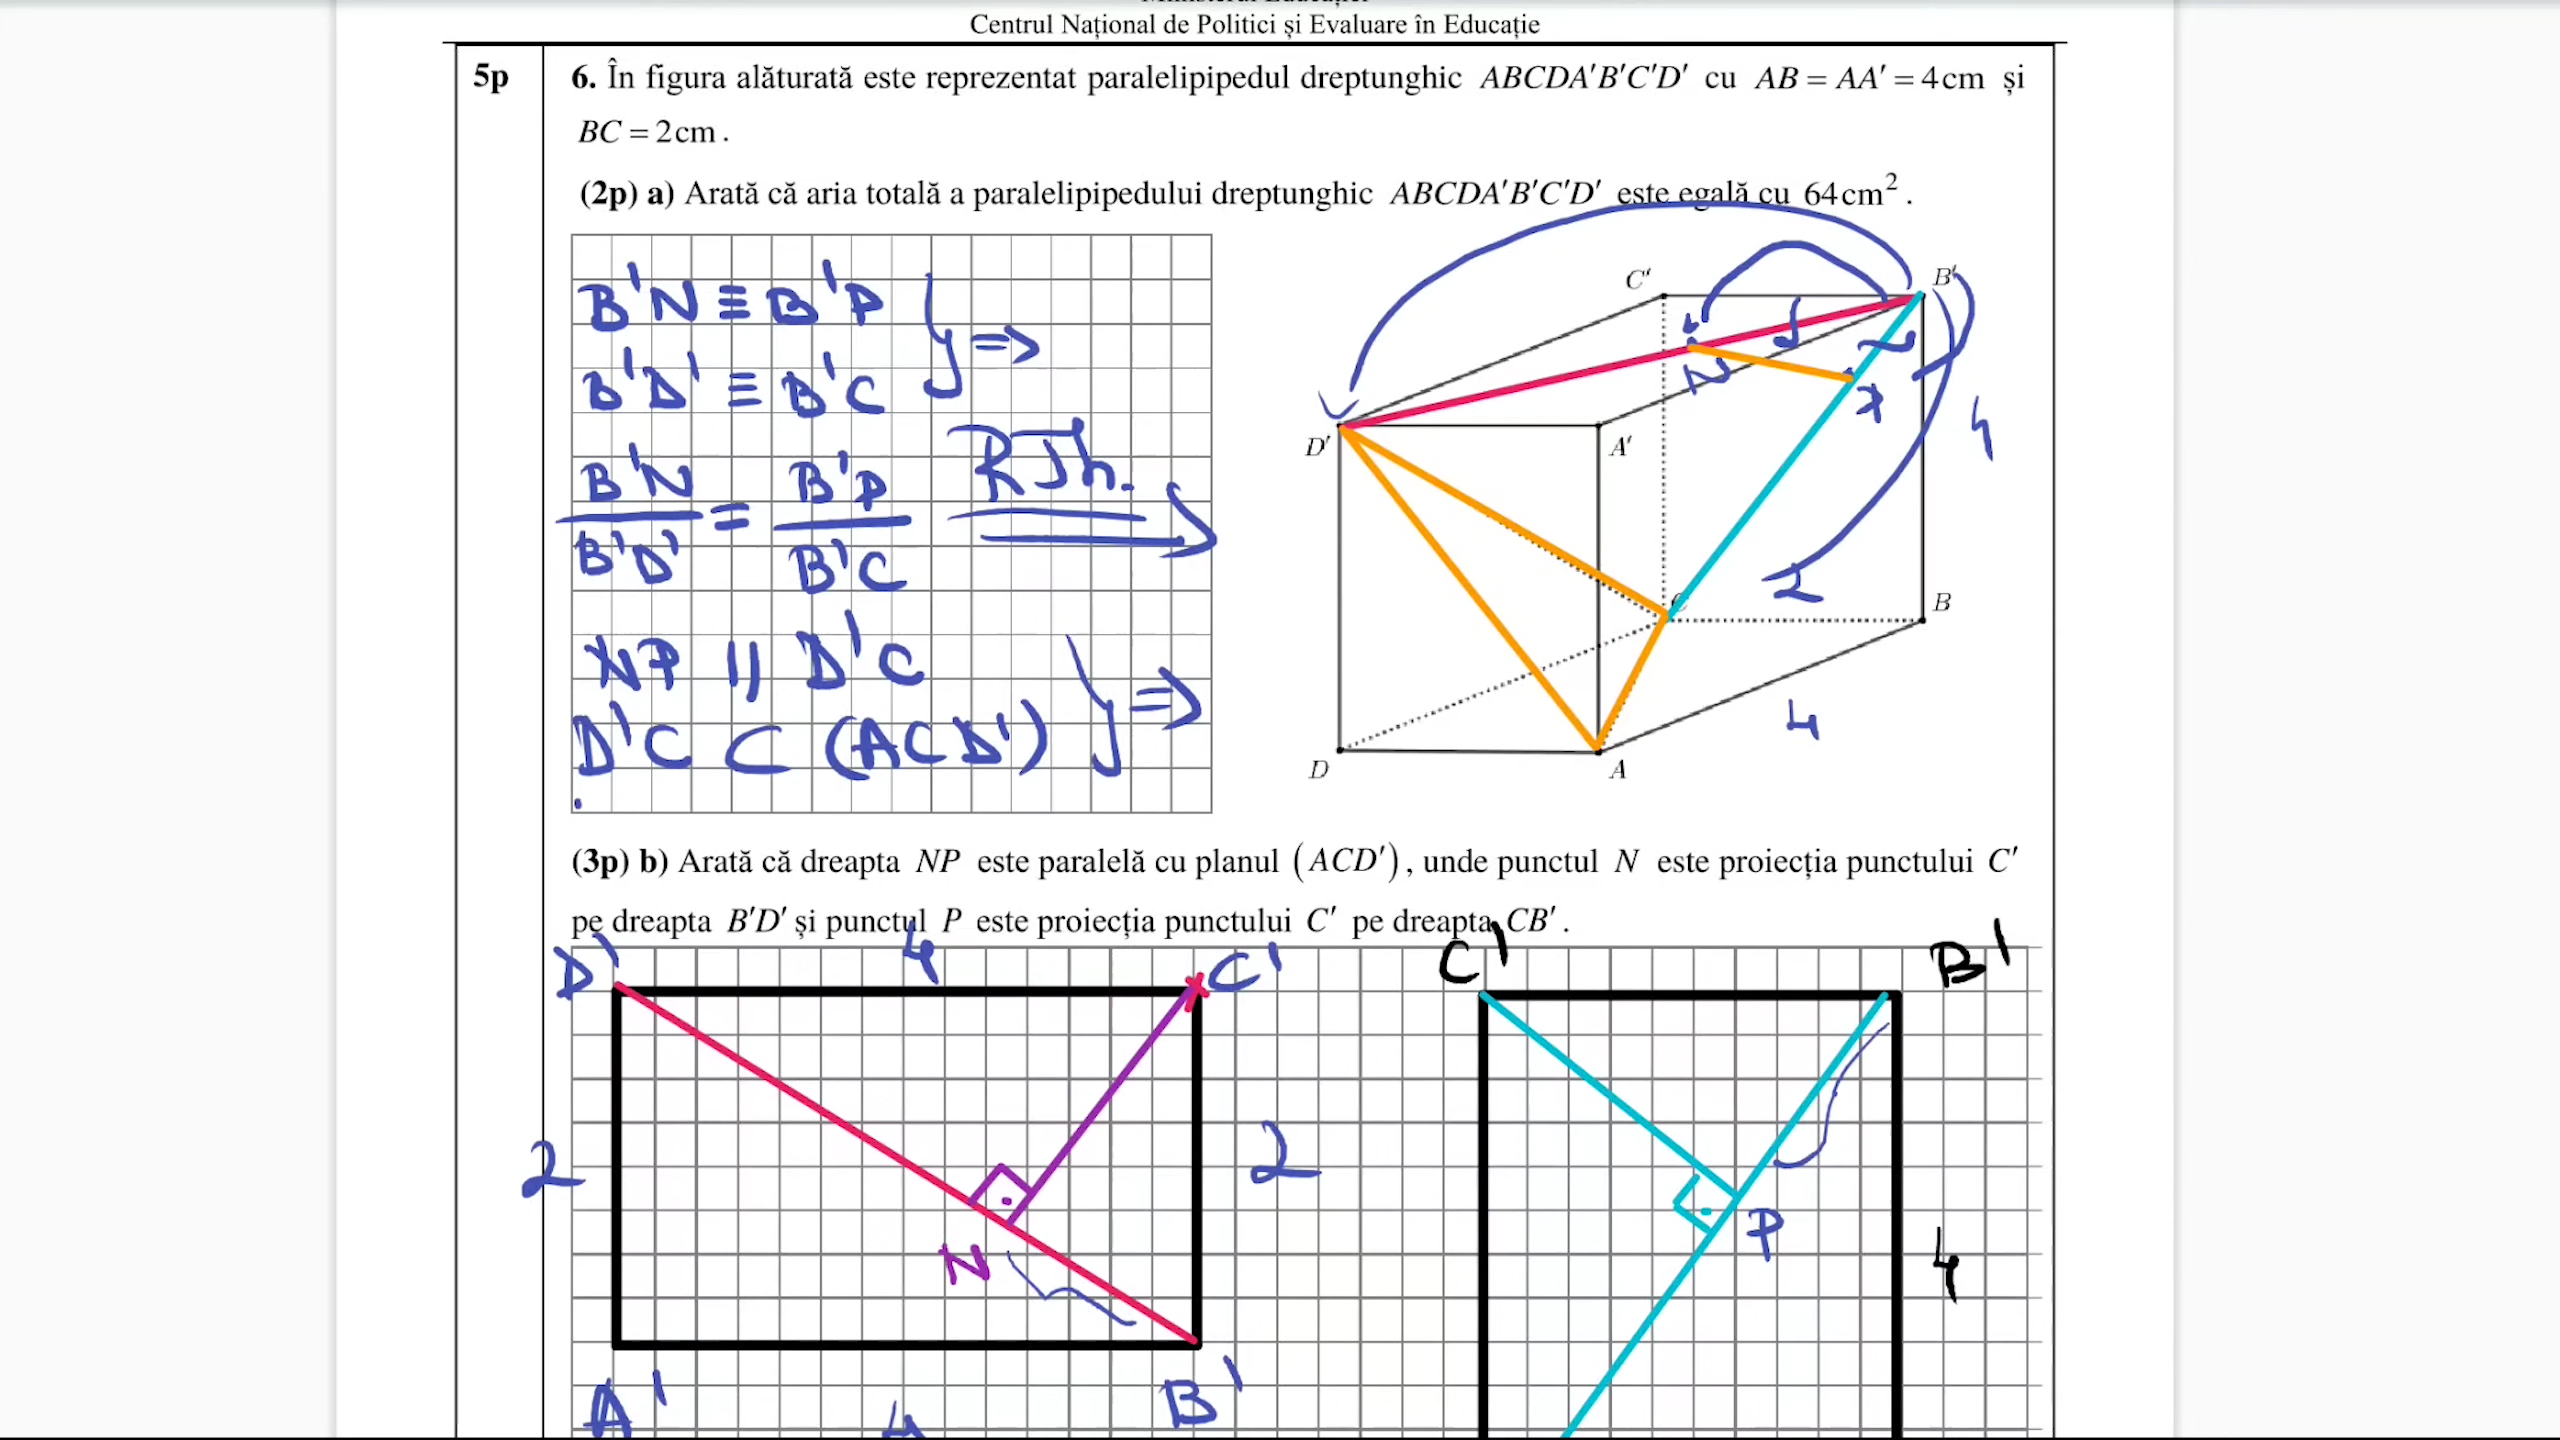 Centrul Național de Politici și Evaluare în Educație
5p
6. În figura alăturată este reprezentat paralelipipedul dreptunghic ABCDA'B'C'D' cu AB = AA' = 4cm și
BC = 2cm.
(2p) a) Arată că aria totală a paralelipipedului dreptunghic ABCDA'B'C'D' este egală cu 64cm².
B'N ≡ B'P
} =>
B'D' ≡ B'C
B'N / B'D' = B'P / B'C
RTh.
NP || D'C
} =>
D'C ⊂ (ACD')
C'
B'
N
P
4
2
D'
A'
C
B
4
D
A
(3p) b) Arată că dreapta NP este paralelă cu planul (ACD'), unde punctul N este proiecția punctului C'
pe dreapta B'D' și punctul P este proiecția punctului C' pe dreapta CB'.
D'
4
C'
2
2
N
A'
4
B'
C'
B'
P
4